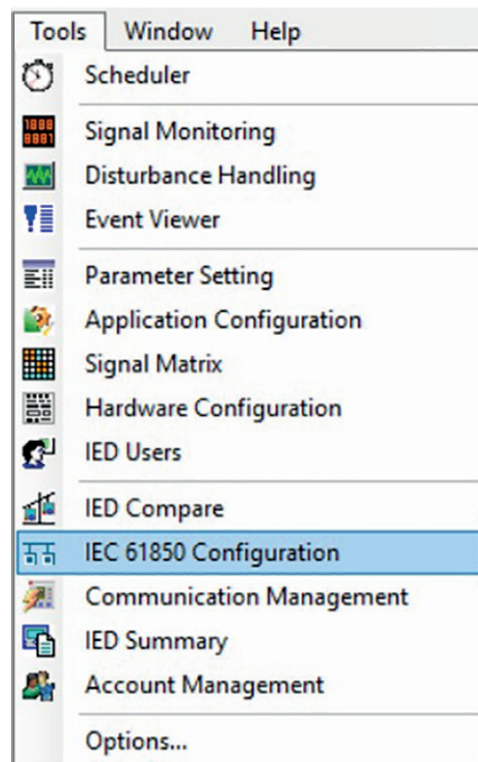 Tools Window Help
Scheduler
Signal Monitoring
Disturbance Handling
Event Viewer
Parameter Setting
Application Configuration
Signal Matrix
Hardware Configuration
IED Users
IED Compare
IEC 61850 Configuration
Communication Management
IED Summary
Account Management
Options...